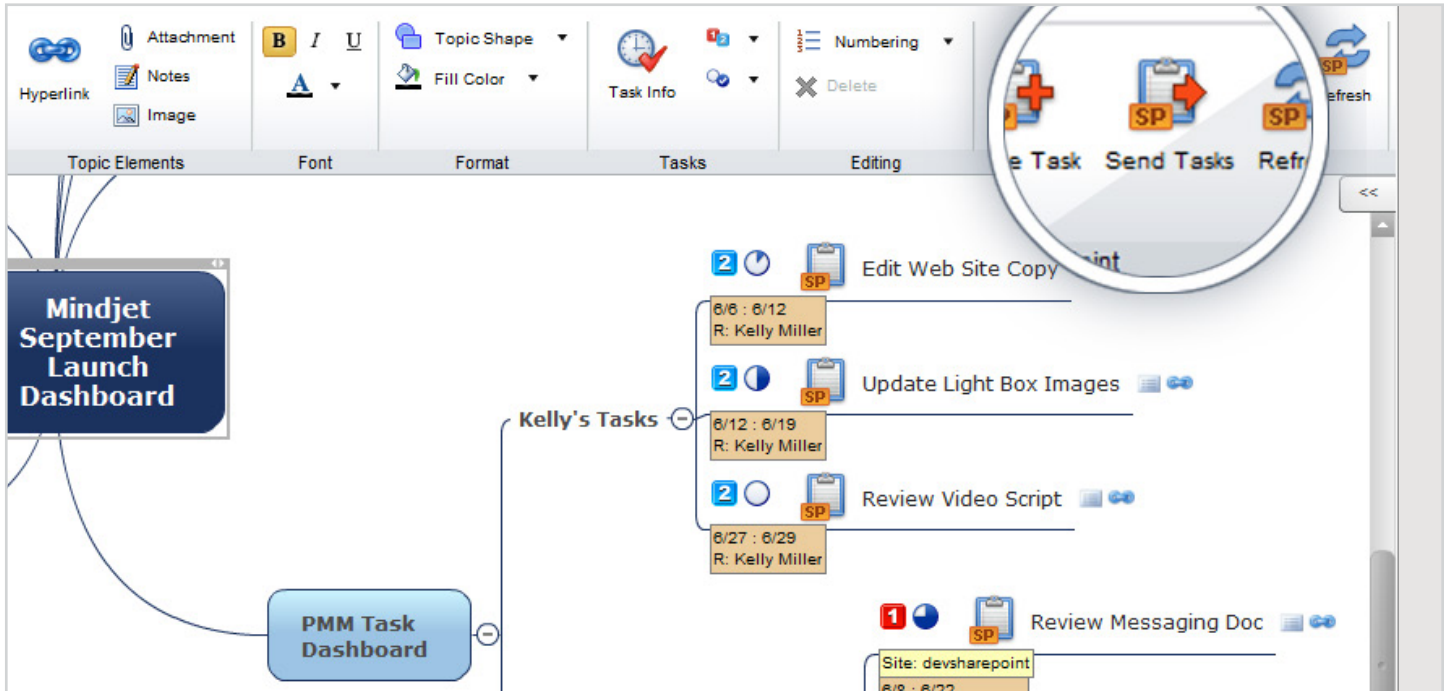 Hyperlink
Attachment
Notes
Image
Topic Elements
B I U
A
Font
Topic Shape
Fill Color
Format
Task Info
Tasks
Numbering
Delete
Editing
SP
e Task
SP
Send Tasks
SP
Refr
SP
efresh
int
<<
Mindjet
September
Launch
Dashboard
Kelly's Tasks
2
SP
Edit Web Site Copy
6/6 : 6/12
R: Kelly Miller
2
SP
Update Light Box Images
6/12 : 6/19
R: Kelly Miller
2
SP
Review Video Script
6/27 : 6/29
R: Kelly Miller
PMM Task
Dashboard
1
SP
Review Messaging Doc
Site: devsharepoint
6/8 : 6/22